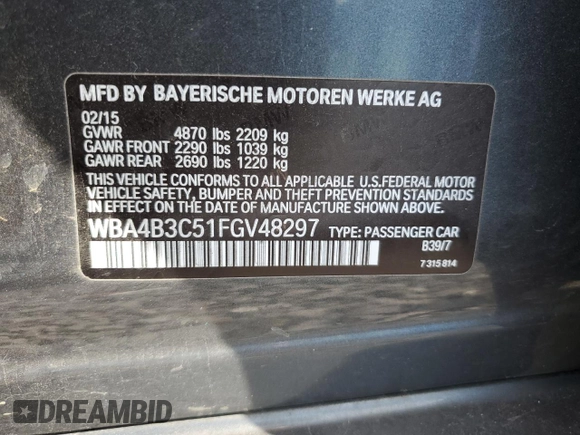 MFD BY BAYERISCHE MOTOREN WERKE AG
02/15
GVWR 4870 lbs 2209 kg
GAWR FRONT 2290 lbs 1039 kg
GAWR REAR 2690 lbs 1220 kg
THIS VEHICLE CONFORMS TO ALL APPLICABLE U.S.FEDERAL MOTOR
VEHICLE SAFETY, BUMPER AND THEFT PREVENTION STANDARDS
IN EFFECT ON THE DATE OF MANUFACTURE SHOWN ABOVE.
WBA4B3C51FGV48297 TYPE: PASSENGER CAR
B39/7
7 315 814
DREAMBID